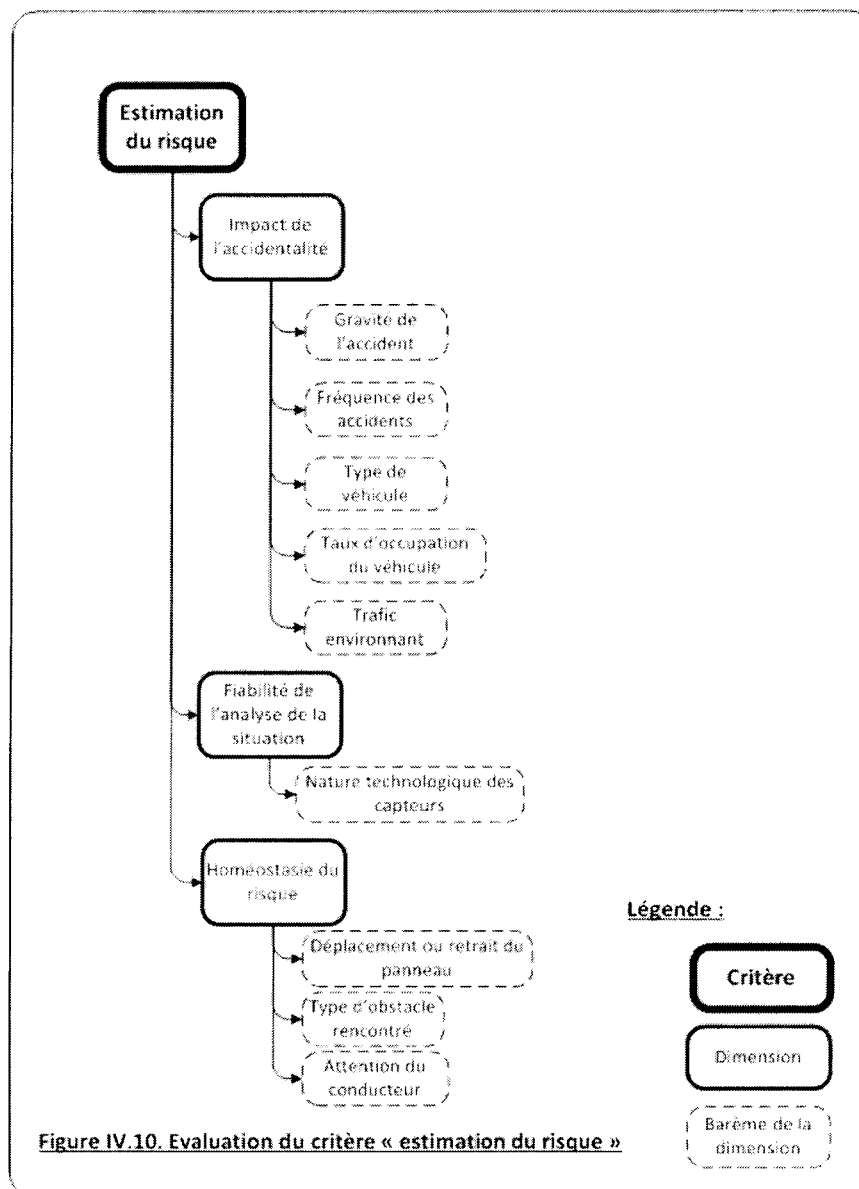 Estimation
du risque
Impact de
l'accidentalité
Gravité de
l'accident
Fréquence des
accidents
Type de
véhicule
Taux d'occupation
du véhicule
Trafic
environnant
Fiabilité de
l'analyse de la
situation
Nature technologique des
capteurs
Homéostasie du
risque
Déplacement ou retrait du
panneau
Type d'obstacle
rencontré
Attention du
conducteur
Légende :
Critère
Dimension
Barème de la
dimension
Figure IV.10. Evaluation du critère « estimation du risque »